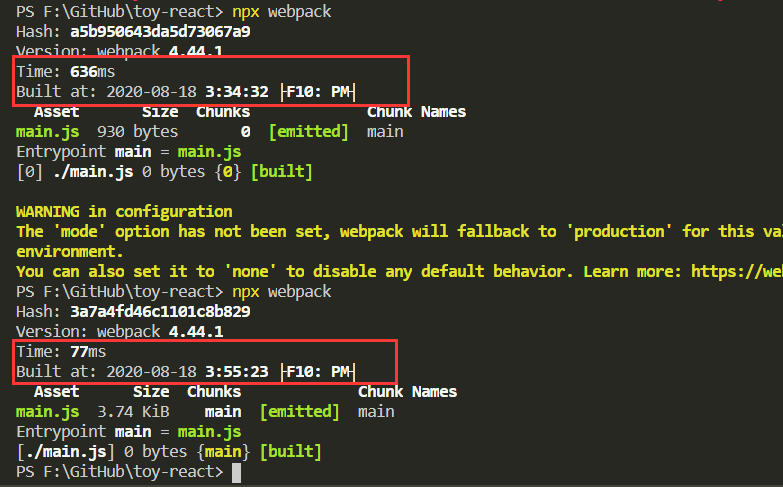 PS F:\GitHub\toy-react> npx webpack
Hash: a5b950643da5d73067a9
Version: webpack 4.44.1
Time: 636ms
Built at: 2020-08-18 3:34:32 ├F10: PM┤
Asset Size Chunks Chunk Names
main.js 930 bytes 0 [emitted] main
Entrypoint main = main.js
[0] ./main.js 0 bytes {0} [built]
WARNING in configuration
The 'mode' option has not been set, webpack will fallback to 'production' for this val
environment.
You can also set it to 'none' to disable any default behavior. Learn more: https://web
PS F:\GitHub\toy-react> npx webpack
Hash: 3a7a4fd46c1101c8b829
Version: webpack 4.44.1
Time: 77ms
Built at: 2020-08-18 3:55:23 ├F10: PM┤
Asset Size Chunks Chunk Names
main.js 3.74 KiB main [emitted] main
Entrypoint main = main.js
[./main.js] 0 bytes {main} [built]
PS F:\GitHub\toy-react>